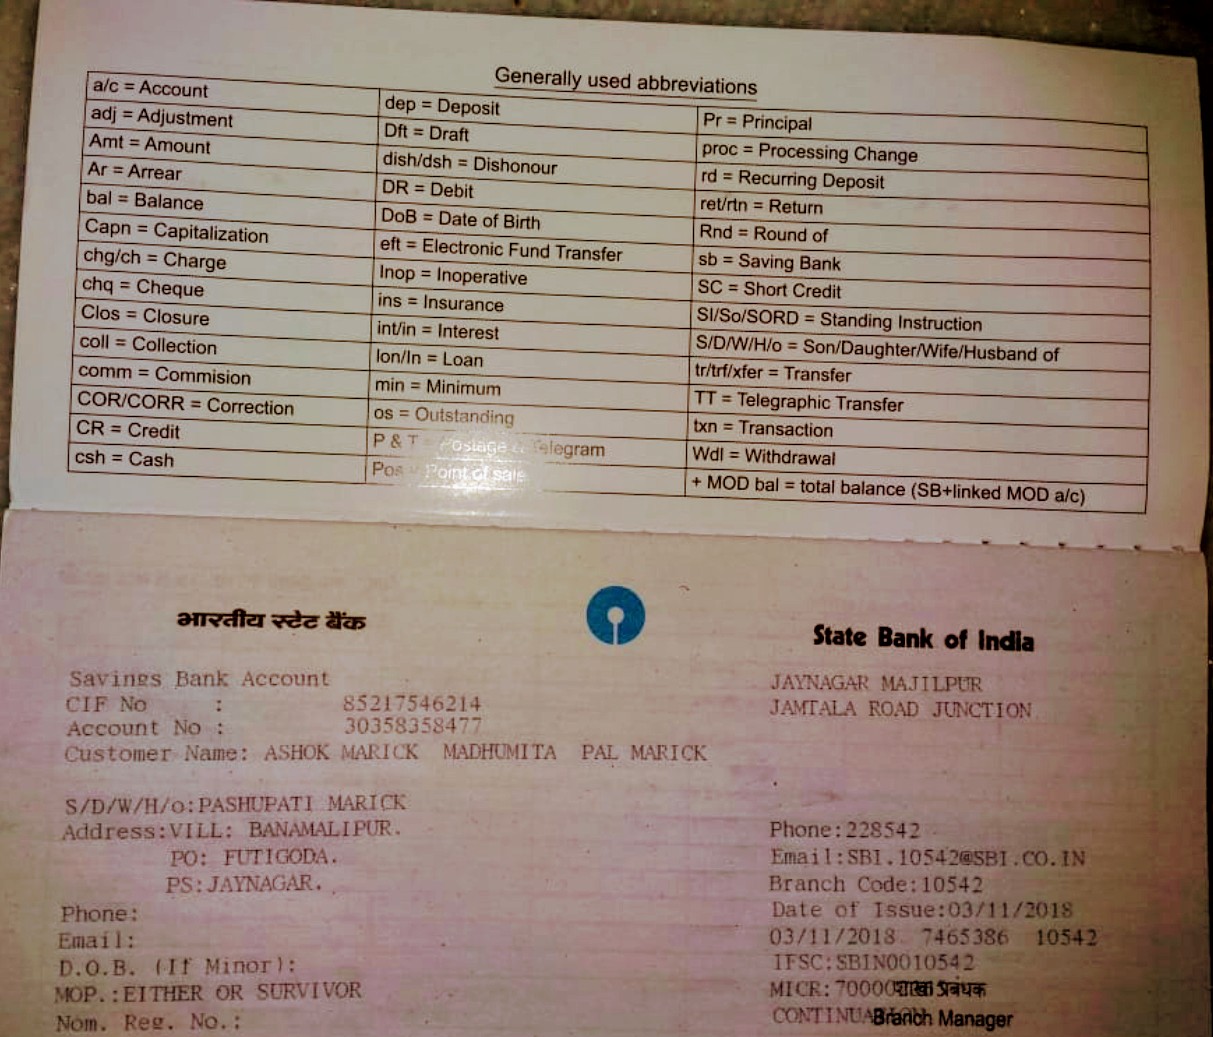 Generally used abbreviations
a/c = Account
adj = Adjustment
Amt = Amount
Ar = Arrear
bal = Balance
Capn = Capitalization
chg/ch = Charge
chq = Cheque
Clos = Closure
coll = Collection
comm = Commision
COR/CORR = Correction
CR = Credit
csh = Cash
dep = Deposit
Dft = Draft
dish/dsh = Dishonour
DR = Debit
DoB = Date of Birth
eft = Electronic Fund Transfer
Inop = Inoperative
ins = Insurance
int/in = Interest
lon/ln = Loan
min = Minimum
os = Outstanding
P & T = Postage & Telegram
Pos = Point of sale
Pr = Principal
proc = Processing Change
rd = Recurring Deposit
ret/rtn = Return
Rnd = Round of
sb = Saving Bank
SC = Short Credit
SI/So/SORD = Standing Instruction
S/D/W/H/o = Son/Daughter/Wife/Husband of
tr/trf/xfer = Transfer
TT = Telegraphic Transfer
txn = Transaction
Wdl = Withdrawal
+ MOD bal = total balance (SB+linked MOD a/c)
भारतीय स्टेट बैंक
State Bank of India
Savings Bank Account
CIF No : 85217546214
Account No : 30358358477
Customer Name: ASHOK MARICK MADHUMITA PAL MARICK
S/D/W/H/o:PASHUPATI MARICK
Address:VILL: BANAMALIPUR.
PO: FUTIGODA.
PS:JAYNAGAR.
Phone:
Email:
D.O.B. (If Minor):
MOP.:EITHER OR SURVIVOR
Nom. Reg. No.:
JAYNAGAR MAJILPUR
JAMTALA ROAD JUNCTION
Phone:228542
Email:SBI.10542@SBI.CO.IN
Branch Code:10542
Date of Issue:03/11/2018
03/11/2018 7465386 10542
IFSC:SBIN0010542
MICR:
शाखा प्रबंधक
Branch Manager